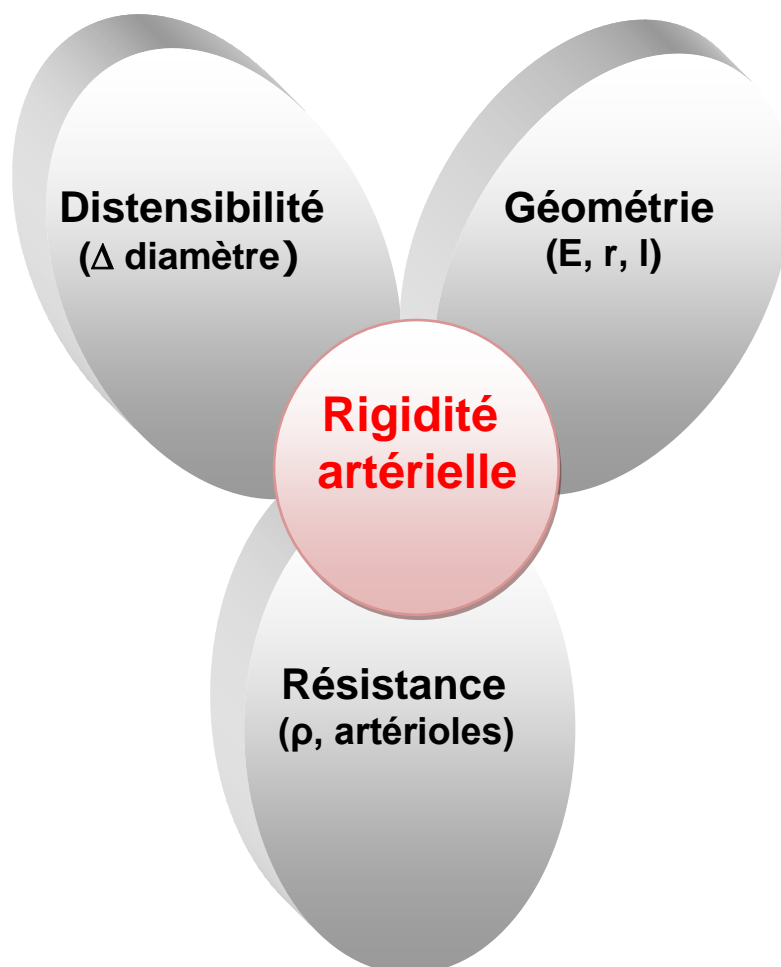 Distensibilité
(Δ diamètre)
Géométrie
(E, r, l)
Rigidité
artérielle
Résistance
(ρ, artérioles)